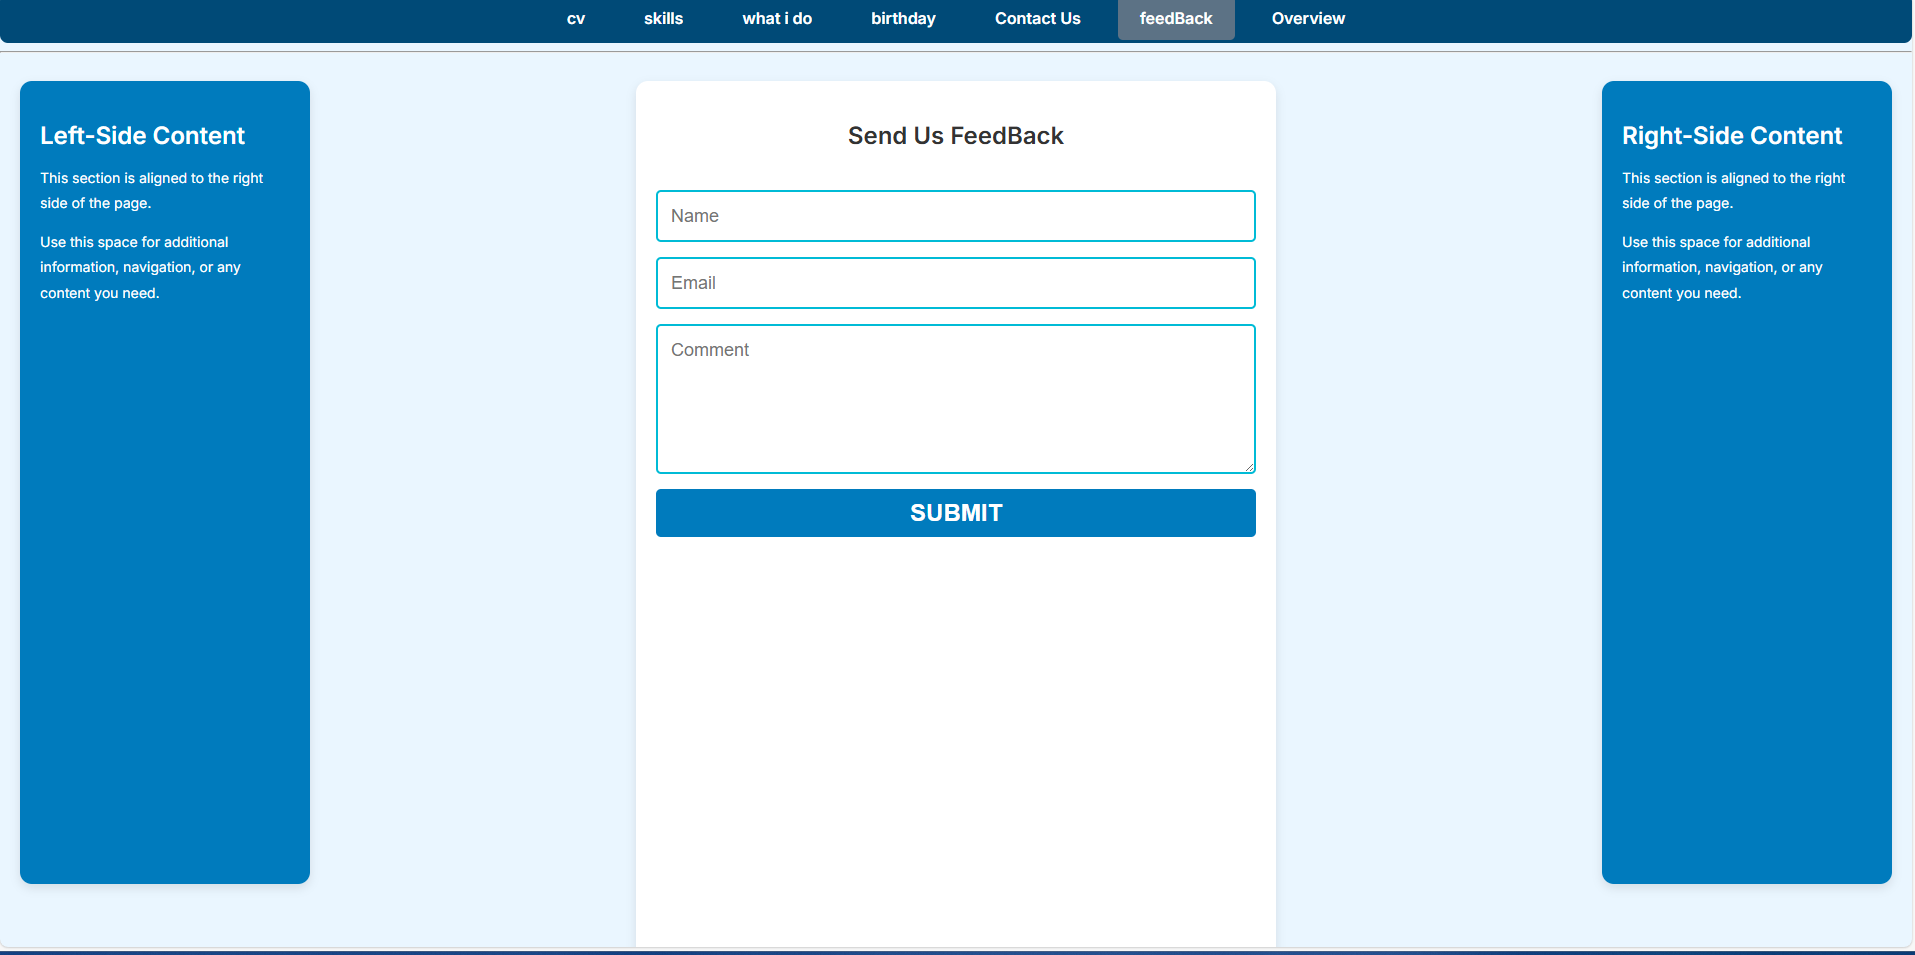 cv skills what i do birthday Contact Us feedBack Overview
Left-Side Content
This section is aligned to the right
side of the page.
Use this space for additional
information, navigation, or any
content you need.
Send Us FeedBack
Name
Email
Comment
SUBMIT
Right-Side Content
This section is aligned to the right
side of the page.
Use this space for additional
information, navigation, or any
content you need.